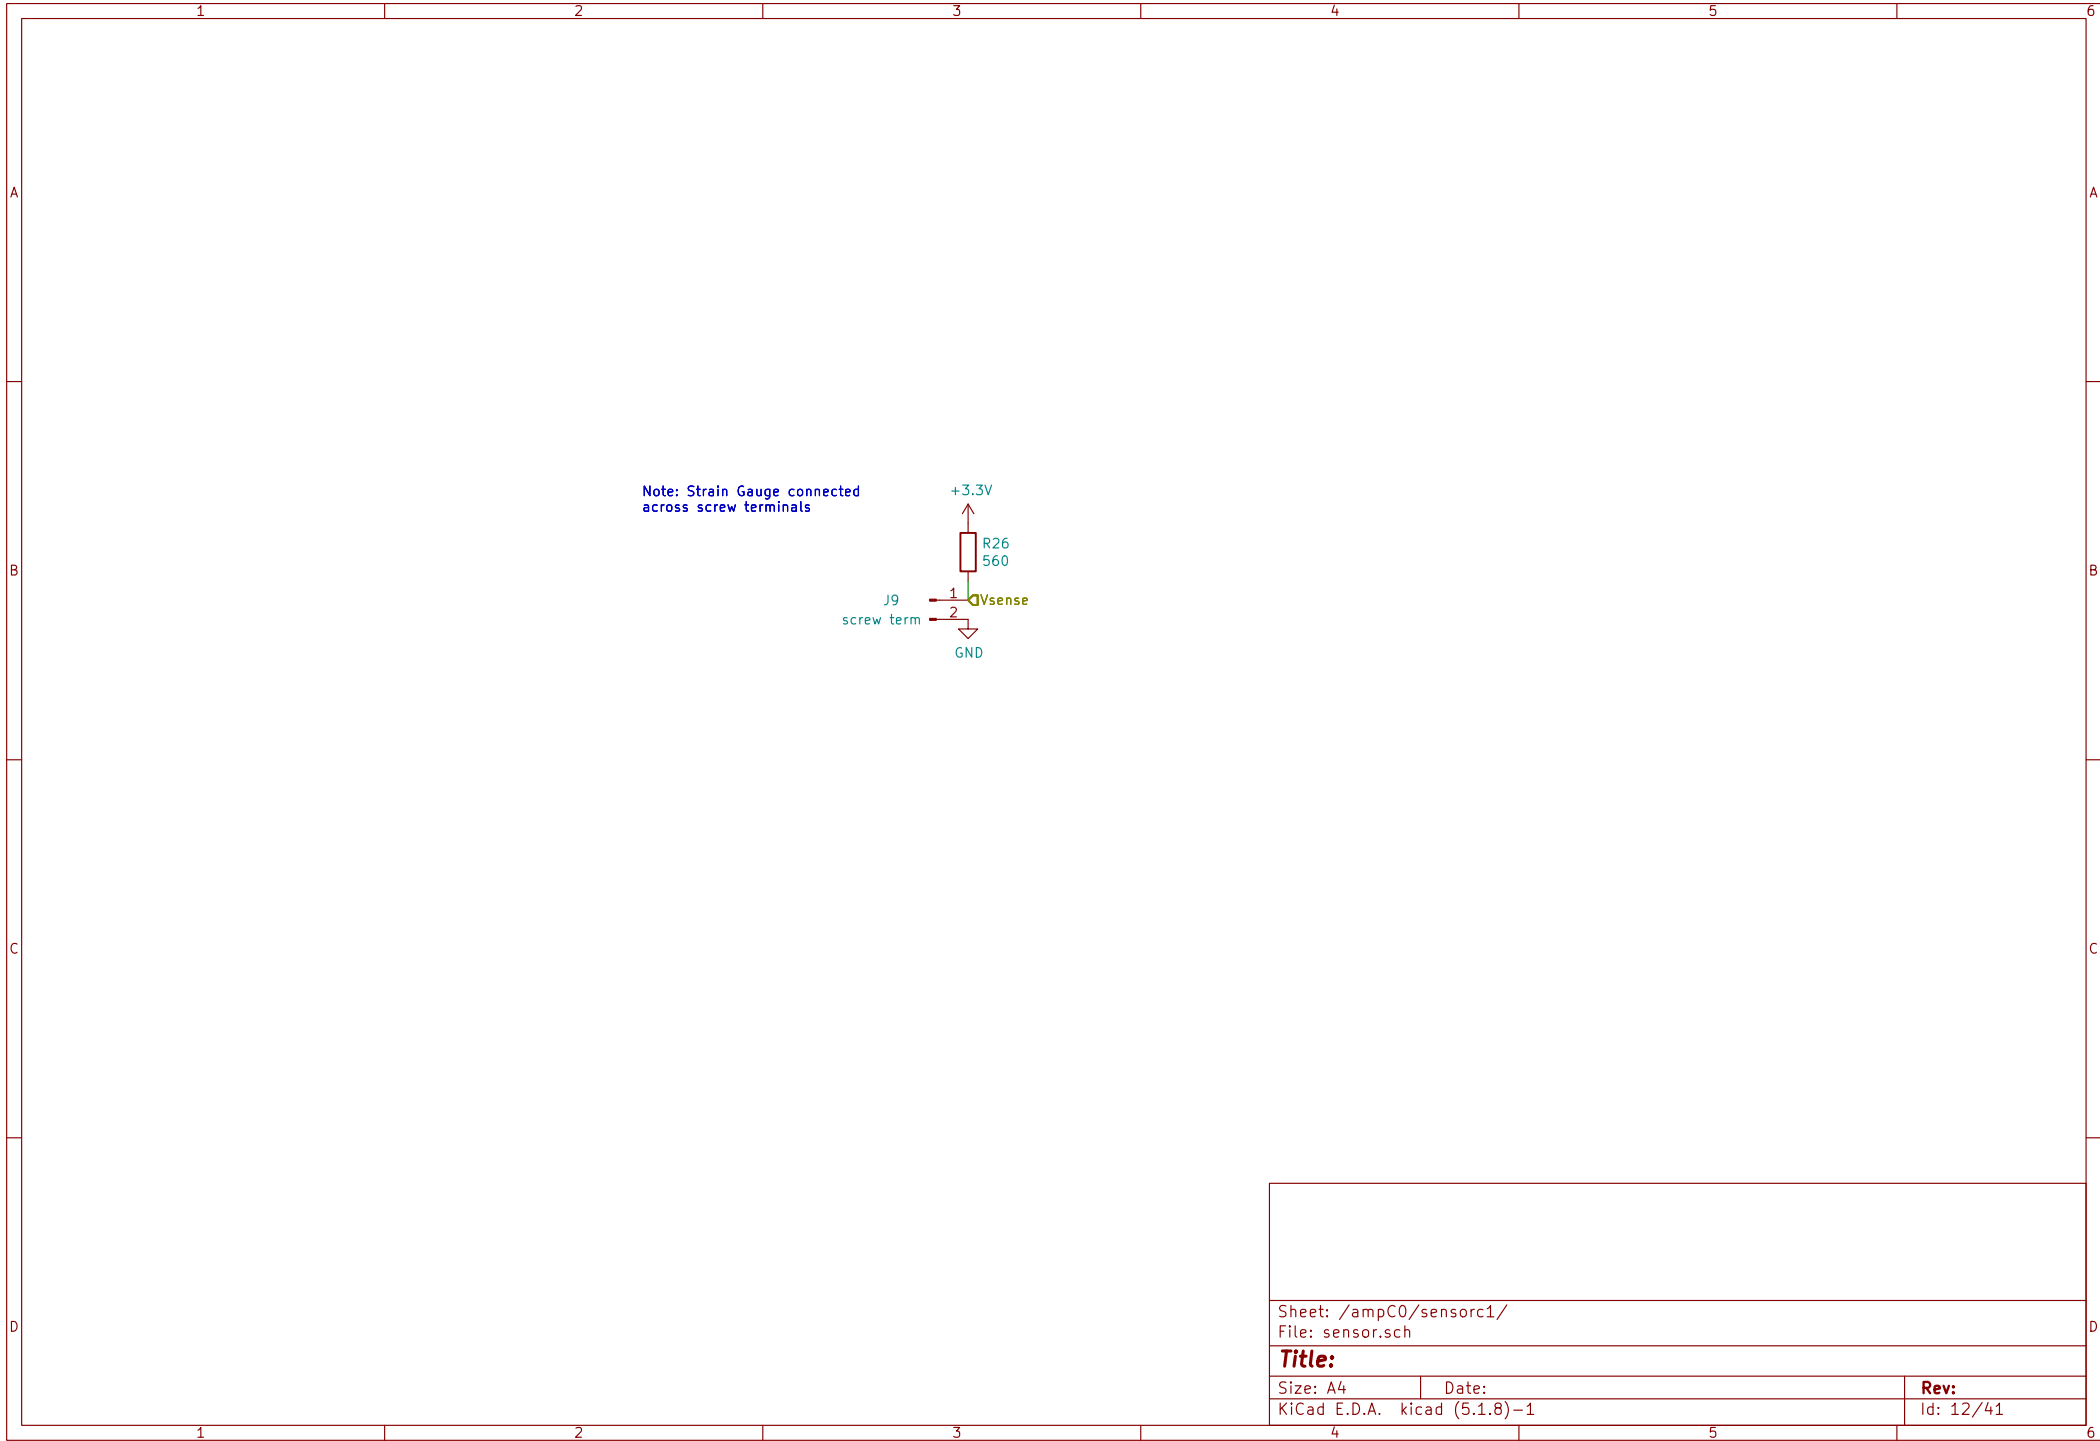 1 2 3 4 5 6
A A
Note: Strain Gauge connected
across screw terminals
+3.3V
R26
560
B B
J9 1 Vsense
screw term 2
GND
C C
Sheet: /ampC0/sensorc1/
File: sensor.sch
D D
Title:
Size: A4 Date: Rev:
KiCad E.D.A. kicad (5.1.8)-1 Id: 12/41
1 2 3 4 5 6